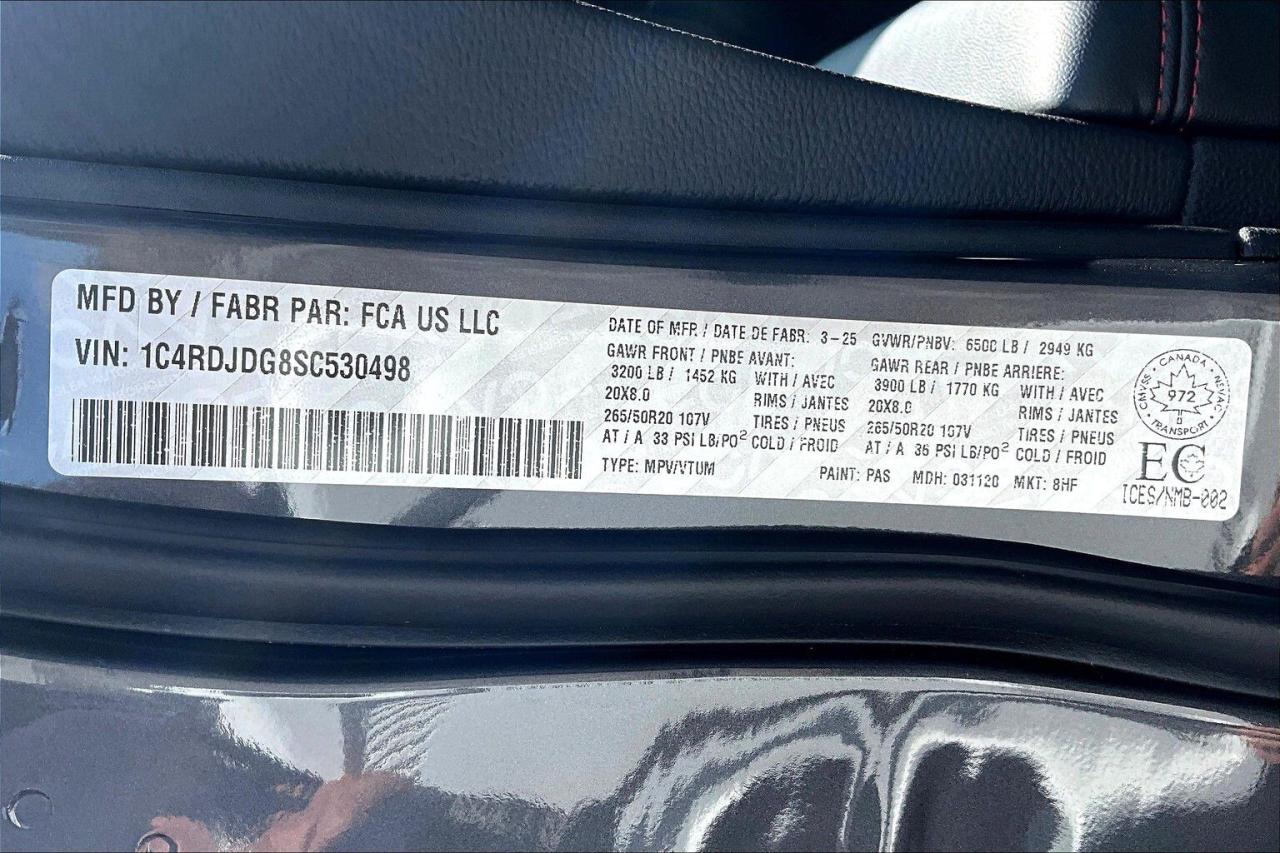 MFD BY / FABR PAR: FCA US LLC
VIN: 1C4RDJDG8SC530498
DATE OF MFR / DATE DE FABR: 3-25 GVWR/PNBV: 6500 LB / 2949 KG
GAWR FRONT / PNBE AVANT:
3200 LB / 1452 KG WITH / AVEC
20X8.0 RIMS / JANTES
265/50R20 107V TIRES / PNEUS
AT / A 33 PSI LB/PO² COLD / FROID
GAWR REAR / PNBE ARRIERE:
3900 LB / 1770 KG WITH / AVEC
20X8.0 RIMS / JANTES
265/50R20 107V TIRES / PNEUS
AT / A 36 PSI LB/PO² COLD / FROID
TYPE: MPV/VTUM PAINT: PAS MDH: 031120 MKT: 8HF
CANADA
CMVSS NSVAC
972
TRANSPORT
EC
ICES/NMB-002